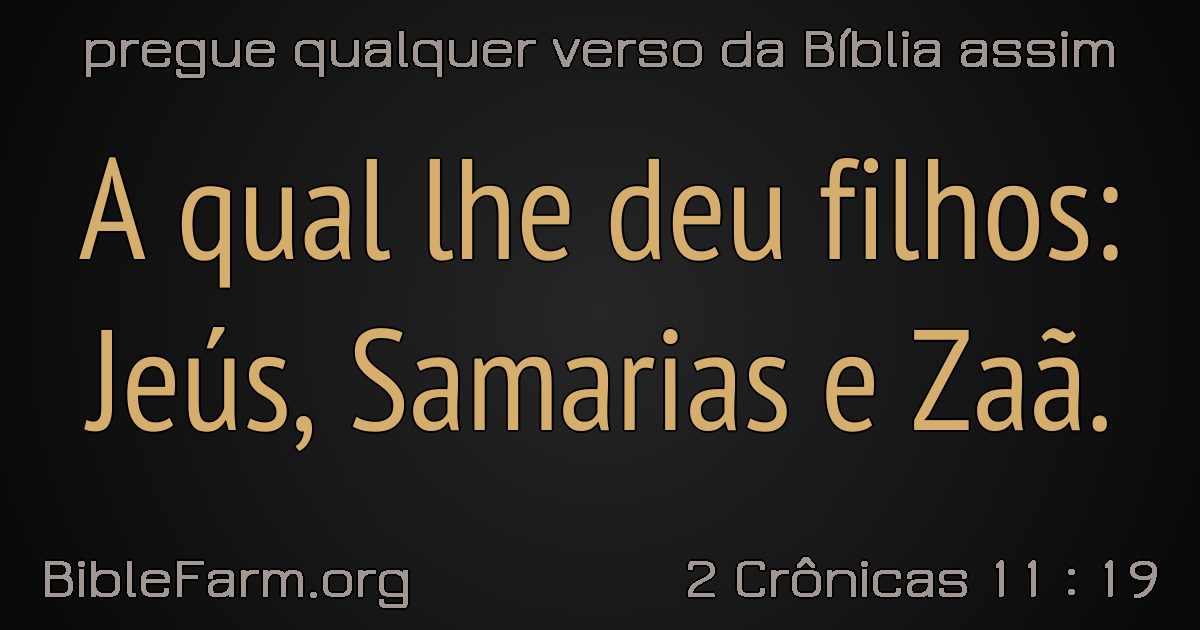 pregue qualquer verso da Bíblia assim
A qual lhe deu filhos:
Jeús, Samarias e Zaã.
BibleFarm.org
2 Crônicas 11 : 19